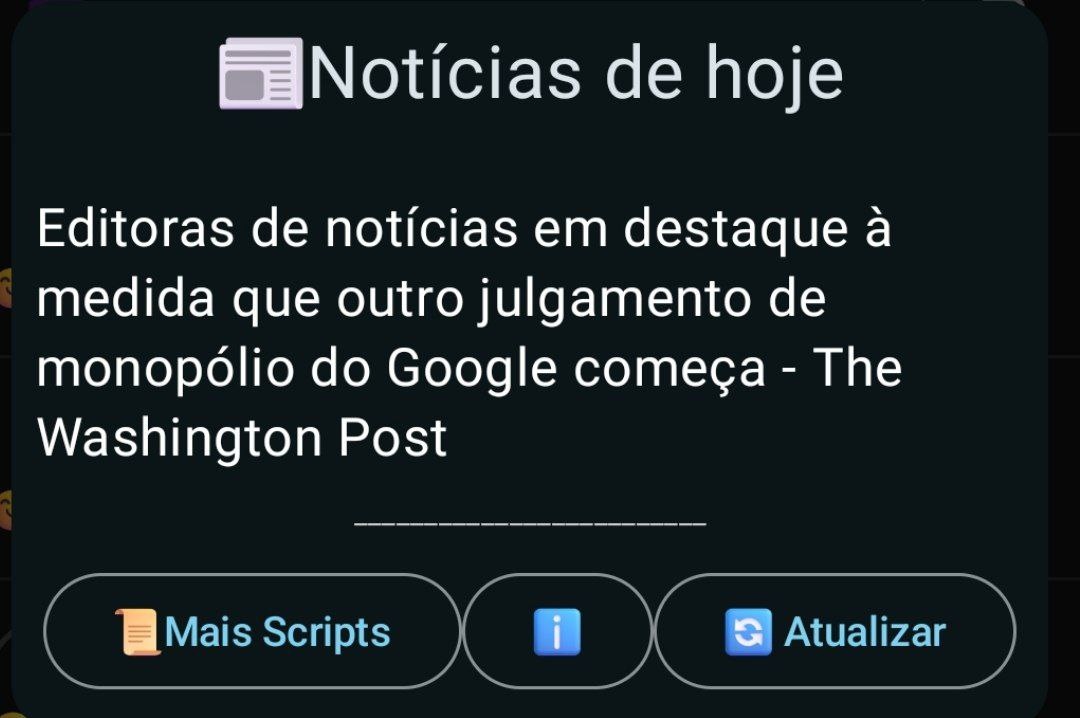 Notícias de hoje
Editoras de notícias em destaque à
medida que outro julgamento de
monopólio do Google começa - The
Washington Post
_________________________
Mais Scripts
Atualizar